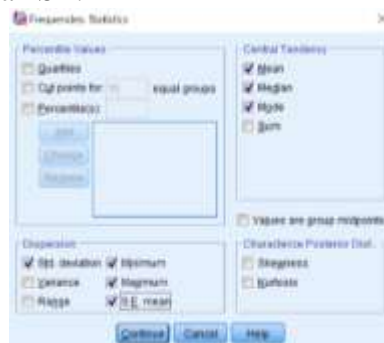 Frequencies: Statistics
Percentile Values
Quartiles
Cut points for: equal groups
Percentile(s):
Add
Change
Remove
Central Tendency
Mean
Median
Mode
Sum
Values are group midpoints
Dispersion
Std. deviation
Minimum
Variance
Maximum
Range
S.E. mean
Characterize Posterior Dist.
Skewness
Kurtosis
Continue
Cancel
Help